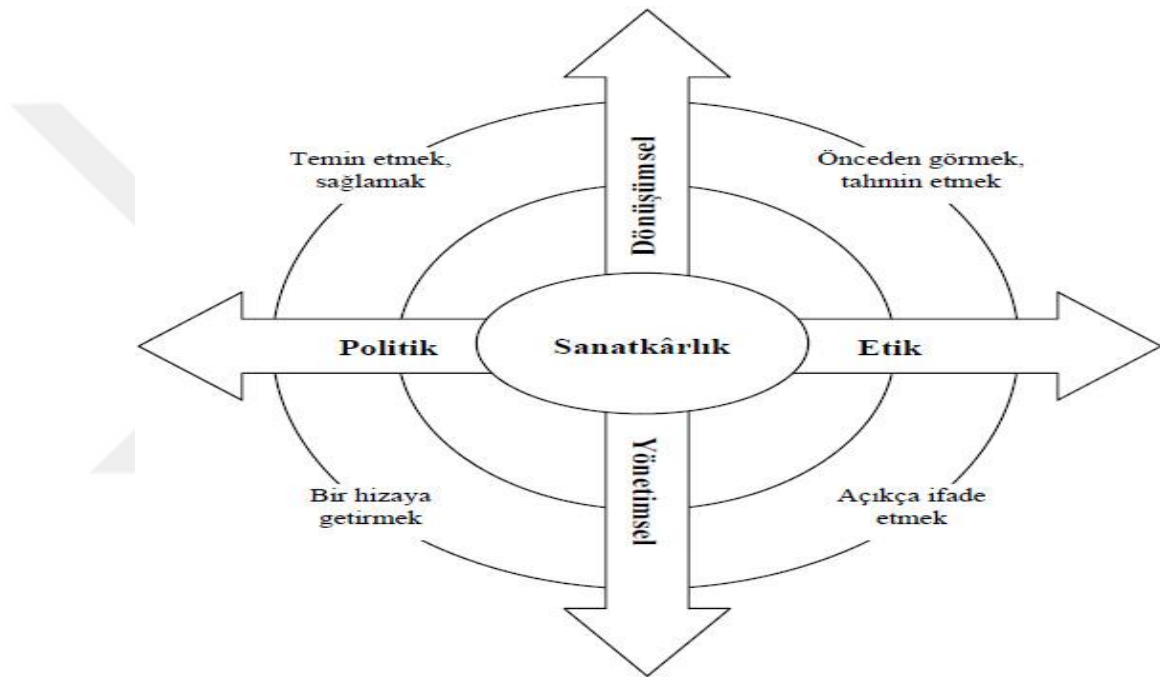 Dönüşümsel
Temin etmek,
sağlamak
Önceden görmek,
tahmin etmek
Politik
Sanatkârlık
Etik
Bir hizaya
getirmek
Yönetimsel
Açıkça ifade
etmek